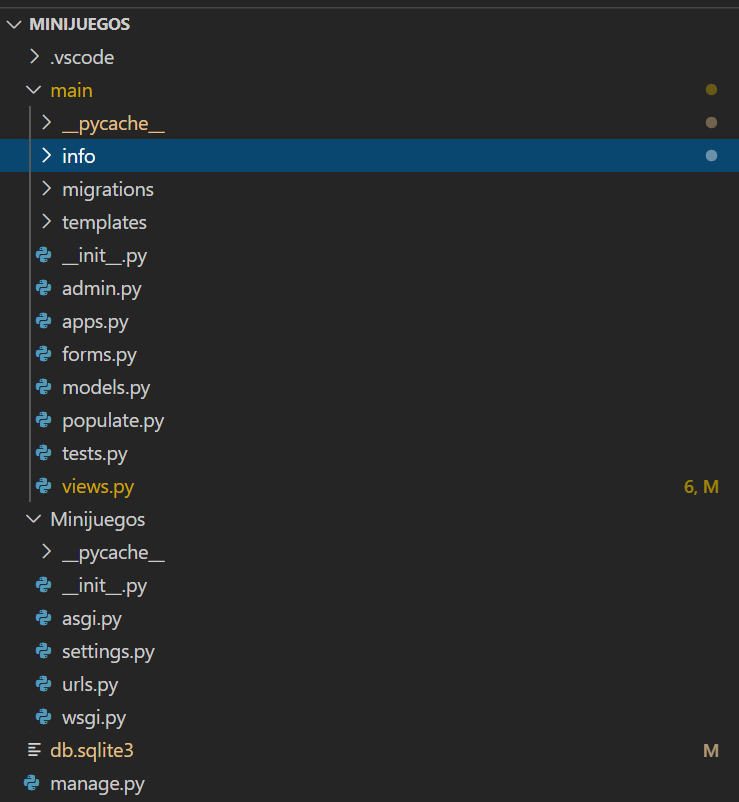 MINIJUEGOS
.vscode
main
__pycache__
info
migrations
templates
__init__.py
admin.py
apps.py
forms.py
models.py
populate.py
tests.py
views.py 6, M
Minijuegos
__pycache__
__init__.py
asgi.py
settings.py
urls.py
wsgi.py
db.sqlite3 M
manage.py